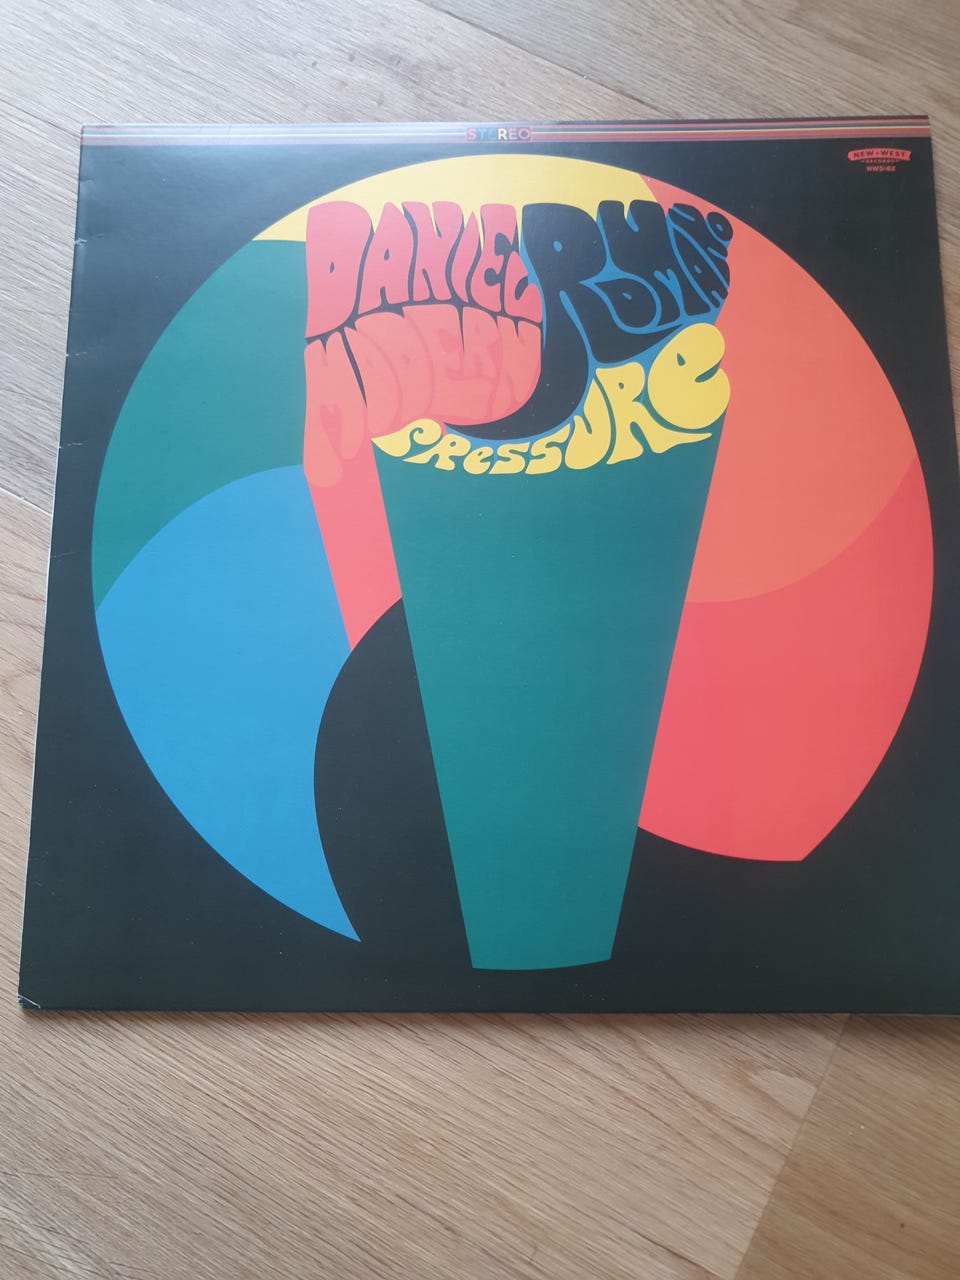 STEREO
NEW-WEST
RECORDS
NW5162
DANIEL ROMANO
MODERN
PRESSURE